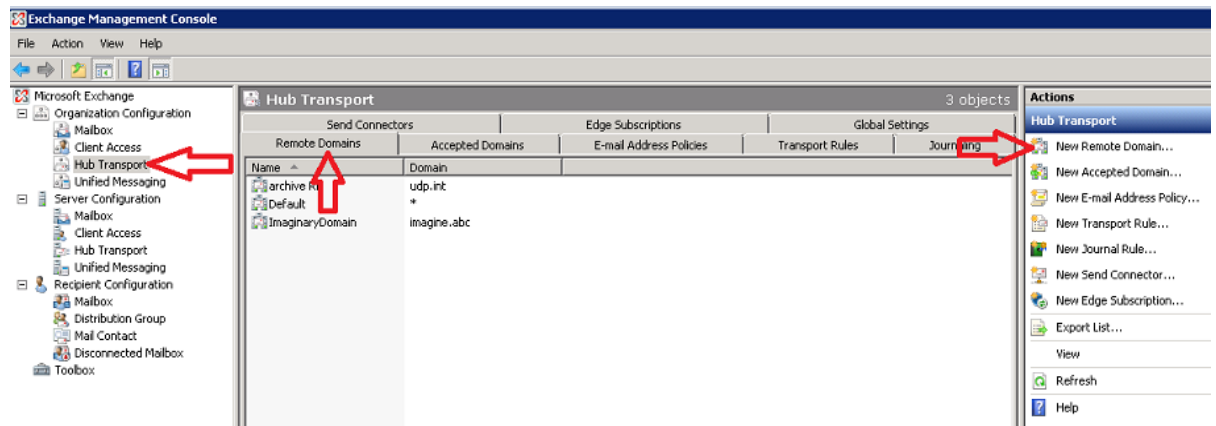 Exchange Management Console
File Action View Help
Microsoft Exchange
Organization Configuration
Mailbox
Client Access
Hub Transport
Unified Messaging
Server Configuration
Mailbox
Client Access
Hub Transport
Unified Messaging
Recipient Configuration
Mailbox
Distribution Group
Mail Contact
Disconnected Mailbox
Toolbox
Hub Transport 3 objects
Send Connectors Edge Subscriptions Global Settings
Remote Domains Accepted Domains E-mail Address Policies Transport Rules Journaling
Name Domain
archive udp.int
Default *
ImaginaryDomain imagine.abc
Actions
Hub Transport
New Remote Domain...
New Accepted Domain...
New E-mail Address Policy...
New Transport Rule...
New Journal Rule...
New Send Connector...
New Edge Subscription...
Export List...
View
Refresh
Help